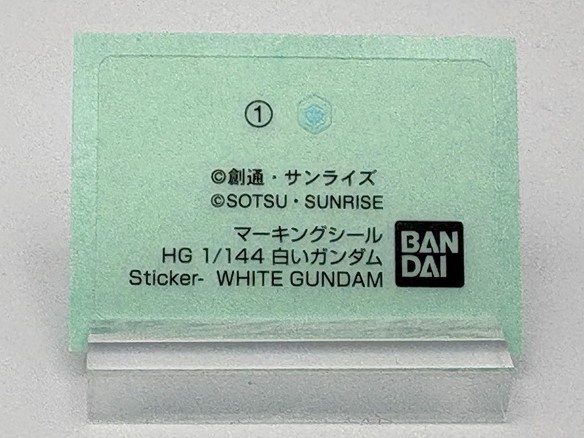 ①
©創通・サンライズ
©SOTSU・SUNRISE
マーキングシール
HG 1/144 白いガンダム
Sticker- WHITE GUNDAM
BAN
DAI